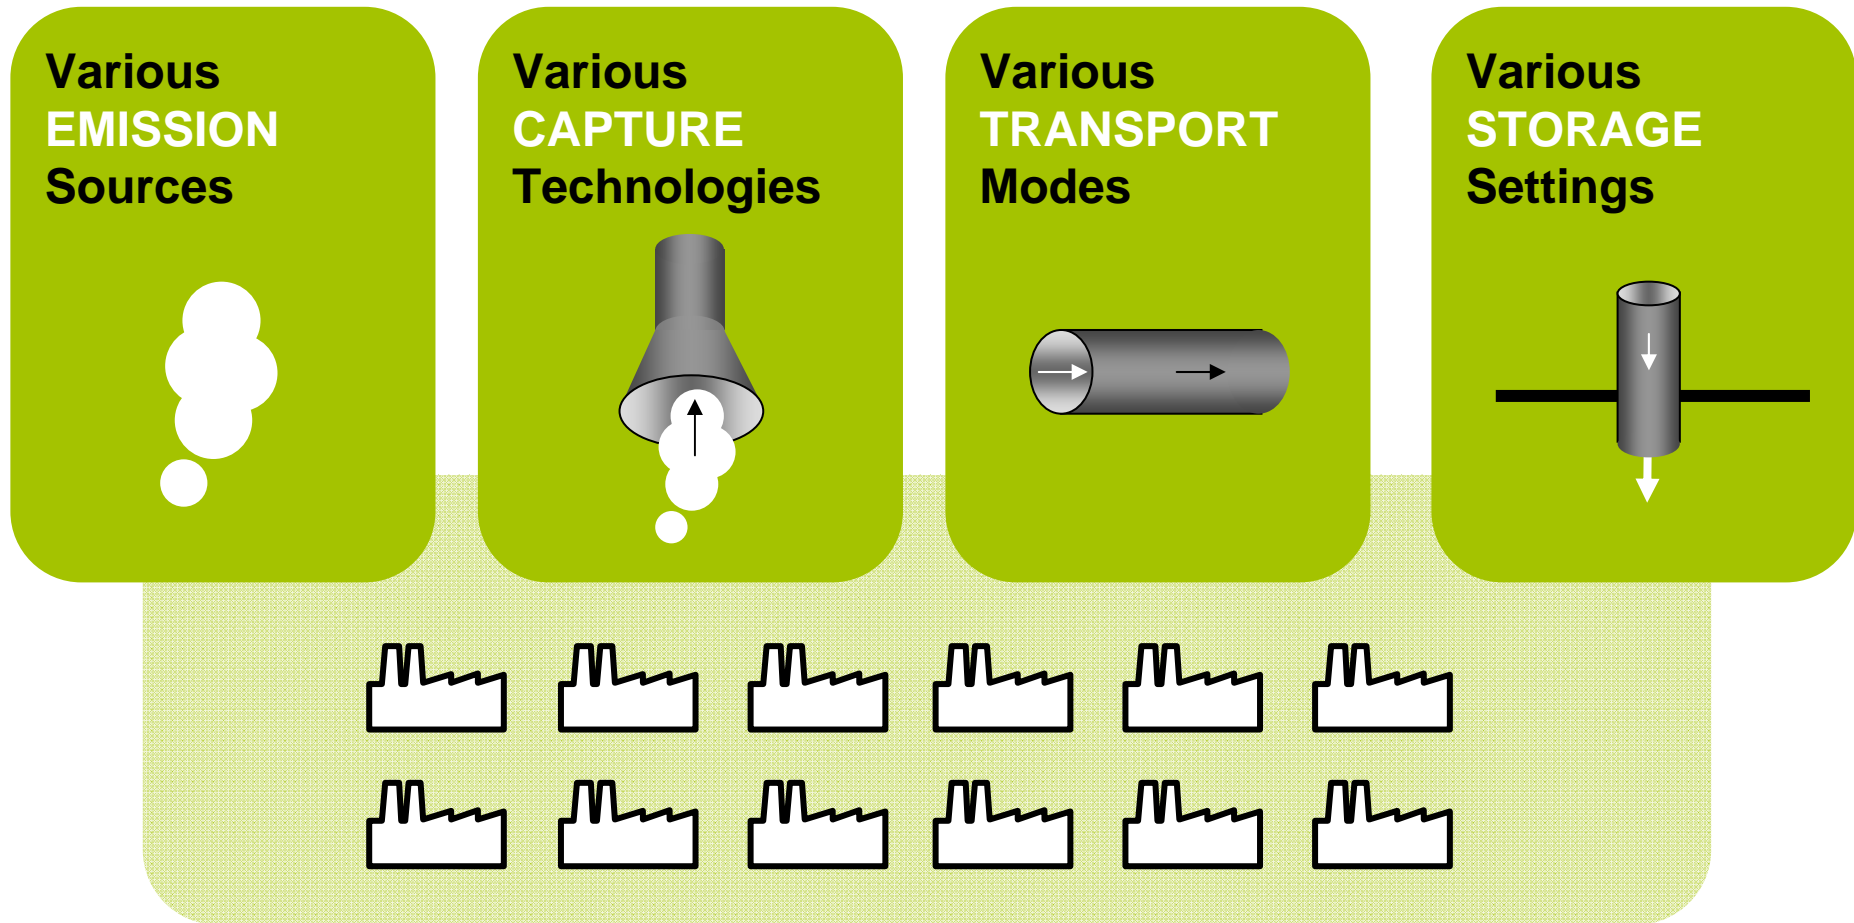 Various
EMISSION
Sources
Various
CAPTURE
Technologies
Various
TRANSPORT
Modes
Various
STORAGE
Settings